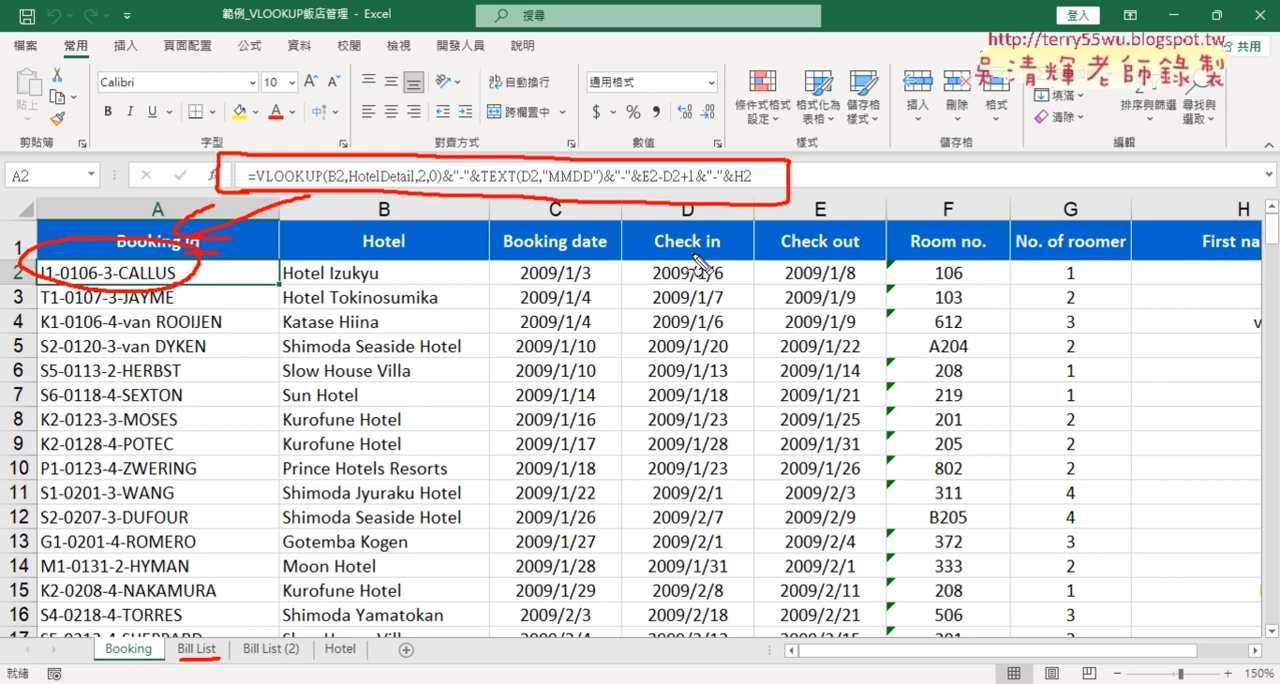 範例_VLOOKUP飯店管理 - Excel
搜尋
登入
檔案 常用 插入 頁面配置 公式 資料 校閱 檢視 開發人員 說明
http://terry55wu.blogspot.tw
共用
吳清輝老師錄製
貼上
Calibri 10
B I U
自動換行
跨欄置中
通用格式
條件式格式設定
格式化為表格
儲存格樣式
插入
刪除
格式
填滿
清除
排序與篩選
尋找與選取
剪貼簿 字型 對齊方式 數值 樣式 儲存格 編輯
A2
=VLOOKUP(B2,HotelDetail,2,0)&"-"&TEXT(D2,"MMDD")&"-"&E2-D2+1&"-"&H2
A B C D E F G H
1 Booking id Hotel Booking date Check in Check out Room no. No. of roomer First na
2 I1-0106-3-CALLUS Hotel Izukyu 2009/1/3 2009/1/6 2009/1/8 106 1
3 T1-0107-3-JAYME Hotel Tokinosumika 2009/1/4 2009/1/7 2009/1/9 103 2
4 K1-0106-4-van ROOIJEN Katase Hiina 2009/1/4 2009/1/6 2009/1/9 612 3 v
5 S2-0120-3-van DYKEN Shimoda Seaside Hotel 2009/1/10 2009/1/20 2009/1/22 A204 2
6 S5-0113-2-HERBST Slow House Villa 2009/1/10 2009/1/13 2009/1/14 208 1
7 S6-0118-4-SEXTON Sun Hotel 2009/1/14 2009/1/18 2009/1/21 219 1
8 K2-0123-3-MOSES Kurofune Hotel 2009/1/16 2009/1/23 2009/1/25 201 2
9 K2-0128-4-POTEC Kurofune Hotel 2009/1/17 2009/1/28 2009/1/31 205 2
10 P1-0123-4-ZWERING Prince Hotels Resorts 2009/1/18 2009/1/23 2009/1/26 802 2
11 S1-0201-3-WANG Shimoda Jyuraku Hotel 2009/1/22 2009/2/1 2009/2/3 311 4
12 S2-0207-3-DUFOUR Shimoda Seaside Hotel 2009/1/26 2009/2/7 2009/2/9 B205 4
13 G1-0201-4-ROMERO Gotemba Kogen 2009/1/27 2009/2/1 2009/2/4 372 3
14 M1-0131-2-HYMAN Moon Hotel 2009/1/28 2009/1/31 2009/2/1 333 2
15 K2-0208-4-NAKAMURA Kurofune Hotel 2009/1/29 2009/2/8 2009/2/11 208 1
16 S4-0218-4-TORRES Shimoda Yamatokan 2009/2/3 2009/2/18 2009/2/21 506 3
Booking Bill List Bill List (2) Hotel
就緒
150%